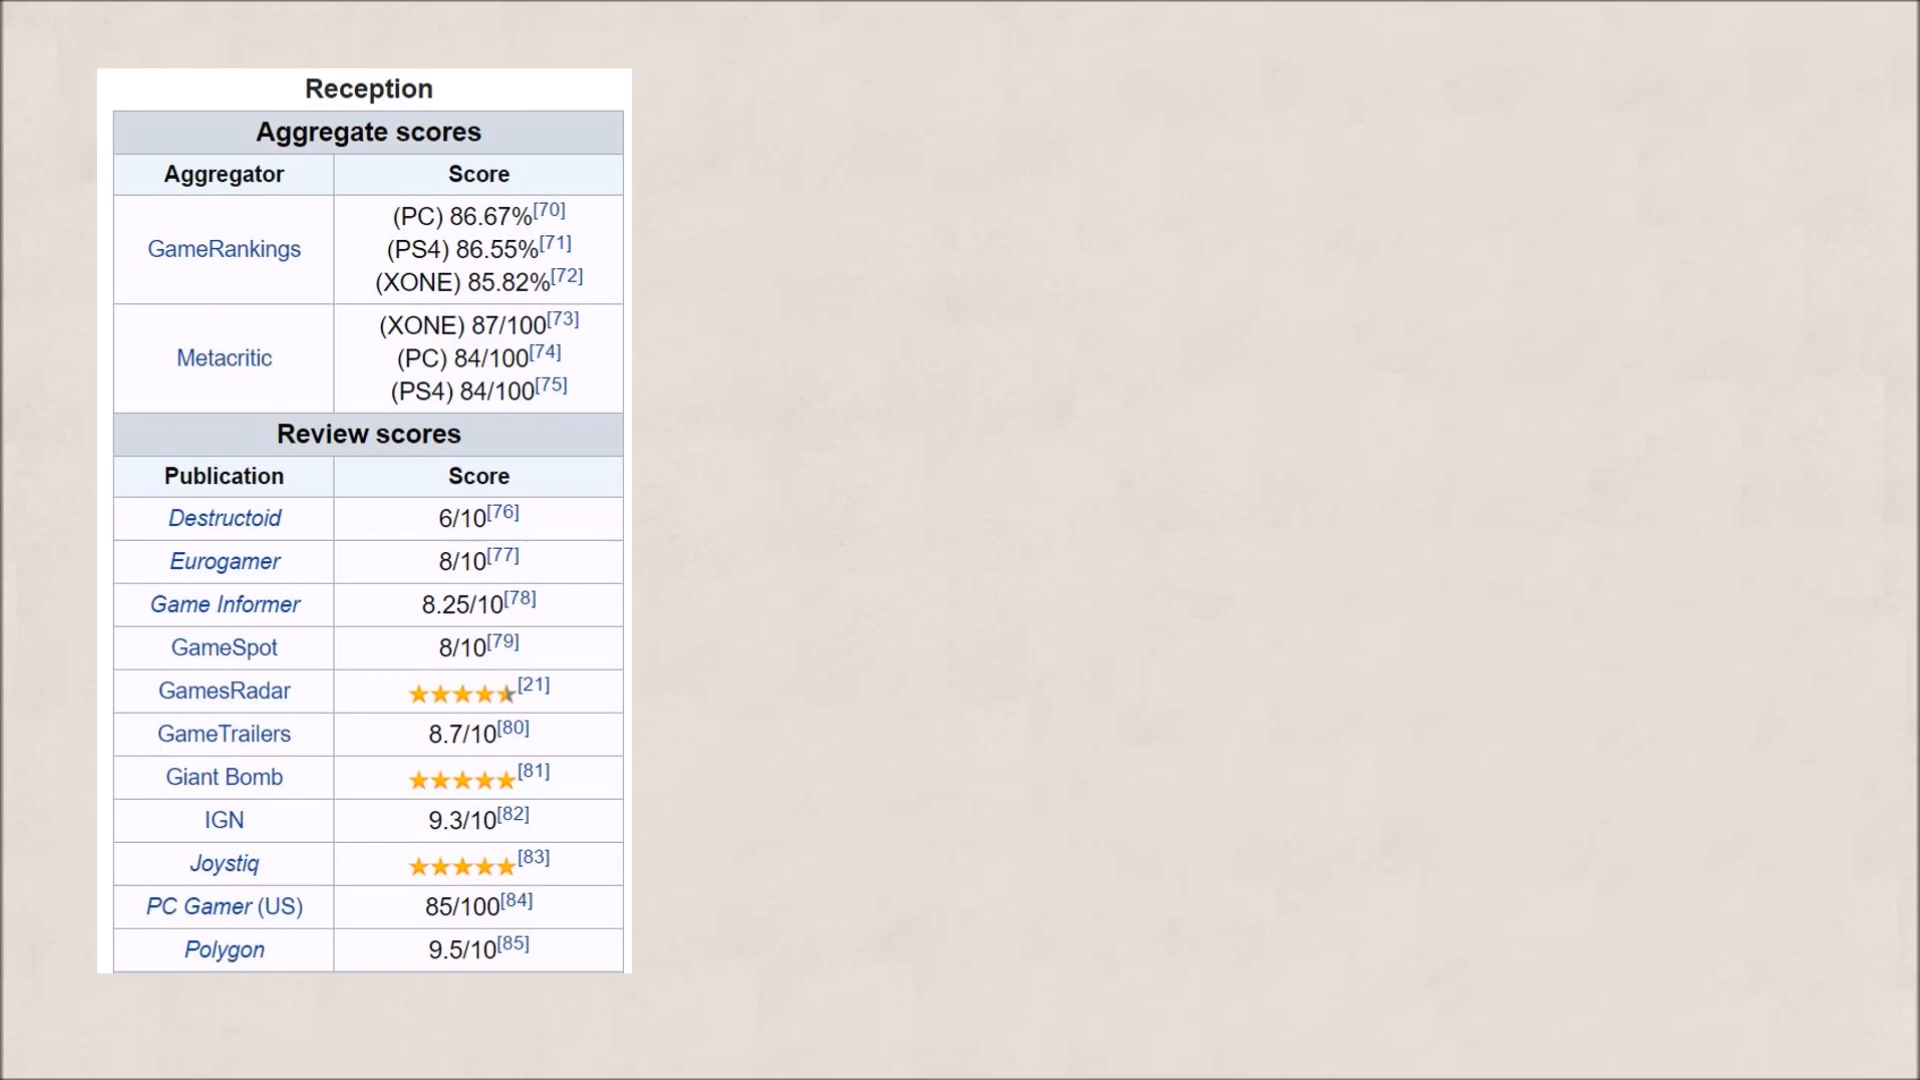 Reception
Aggregate scores
Aggregator Score
GameRankings
(PC) 86.67%[70]
(PS4) 86.55%[71]
(XONE) 85.82%[72]
Metacritic
(XONE) 87/100[73]
(PC) 84/100[74]
(PS4) 84/100[75]
Review scores
Publication Score
Destructoid 6/10[76]
Eurogamer 8/10[77]
Game Informer 8.25/10[78]
GameSpot 8/10[79]
GamesRadar [21]
GameTrailers 8.7/10[80]
Giant Bomb [81]
IGN 9.3/10[82]
Joystiq [83]
PC Gamer (US) 85/100[84]
Polygon 9.5/10[85]